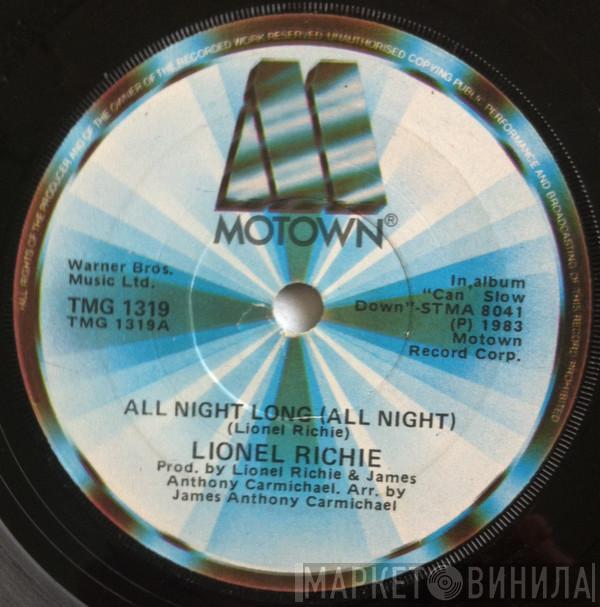 ALL RIGHTS OF THE PRODUCER AND OF THE OWNER OF THE RECORDED WORK RESERVED. UNAUTHORISED COPYING PUBLIC PERFORMANCE AND BROADCASTING OF THIS RECORD PROHIBITED
MOTOWN®
Warner Bros.
Music Ltd.
TMG 1319
TMG 1319A
In,album
"Can Slow
Down"-STMA 8041
(P) 1983
Motown
Record Corp.
ALL NIGHT LONG (ALL NIGHT)
(Lionel Richie)
LIONEL RICHIE
Prod. by Lionel Richie & James
Anthony Carmichael. Arr. by
James Anthony Carmichael
МАРКЕТ ВИНИЛА